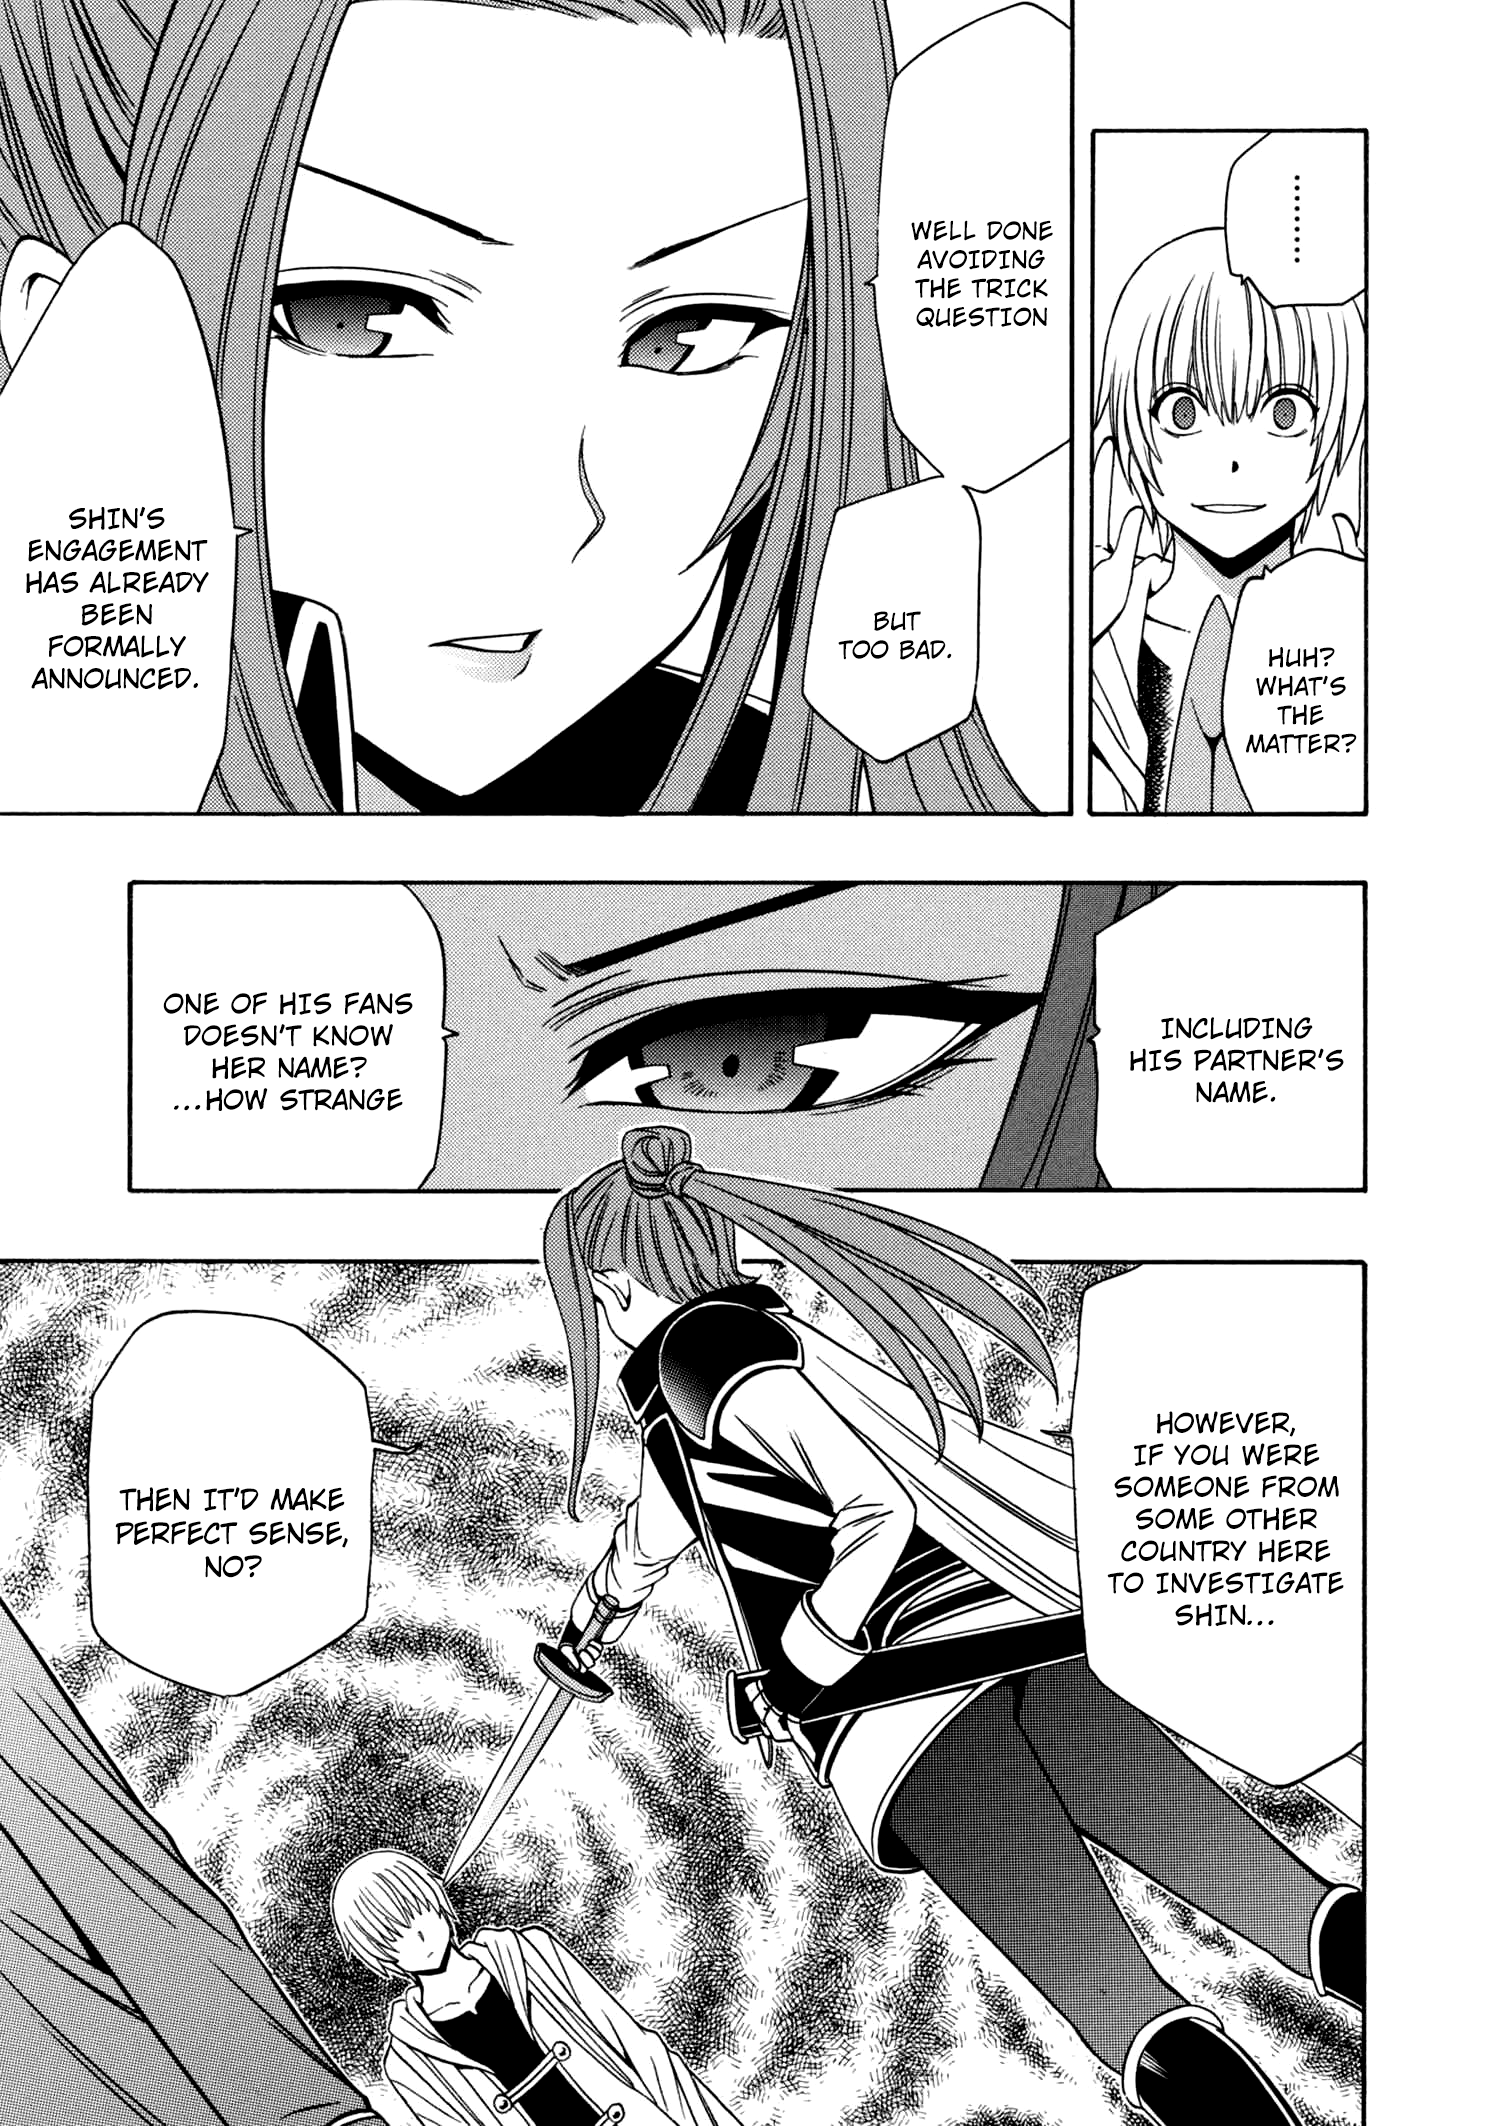 .........
HUH?
WHAT'S
THE
MATTER?
WELL DONE
AVOIDING
THE TRICK
QUESTION
BUT
TOO BAD.
SHIN'S
ENGAGEMENT
HAS ALREADY
BEEN
FORMALLY
ANNOUNCED.
INCLUDING
HIS PARTNER'S
NAME.
ONE OF HIS FANS
DOESN'T KNOW
HER NAME?
...HOW STRANGE
HOWEVER,
IF YOU WERE
SOMEONE FROM
SOME OTHER
COUNTRY HERE
TO INVESTIGATE
SHIN...
THEN IT'D MAKE
PERFECT SENSE,
NO?